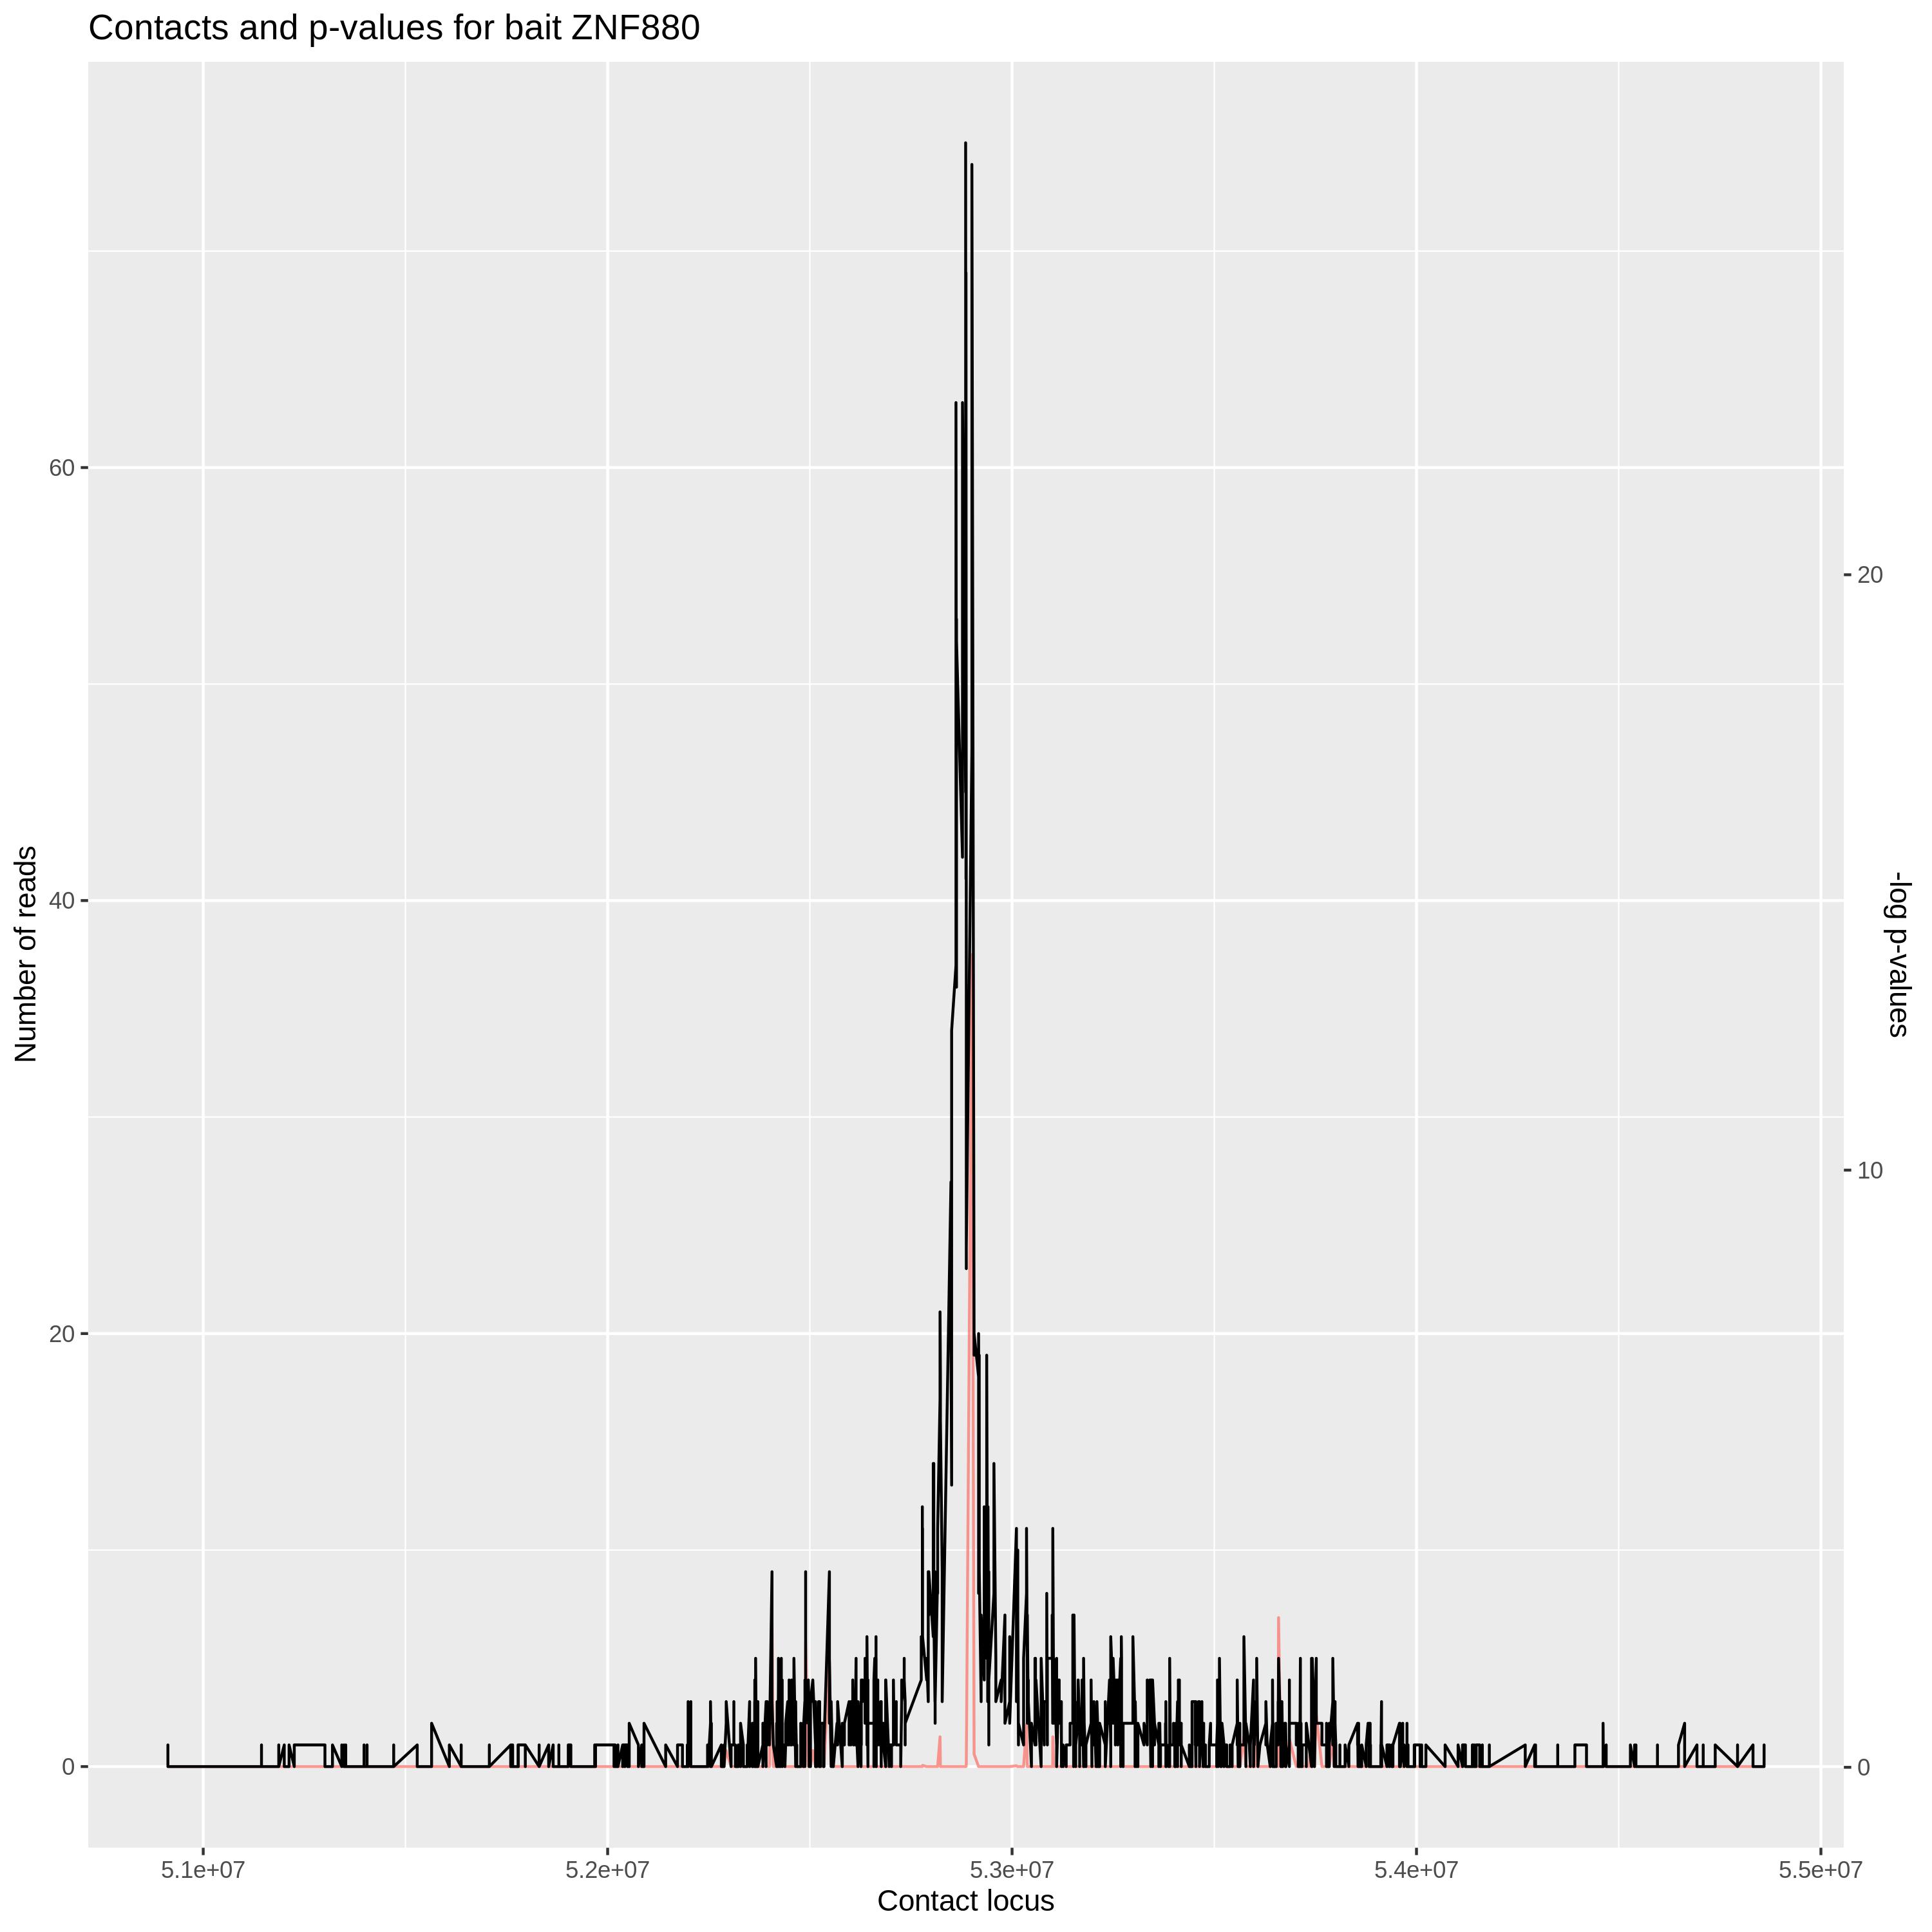 Contacts and p-values for bait ZNF880
60
40
20
0
Number of reads
20
10
0
-log p-values
5.1e+07 5.2e+07 5.3e+07 5.4e+07 5.5e+07
Contact locus